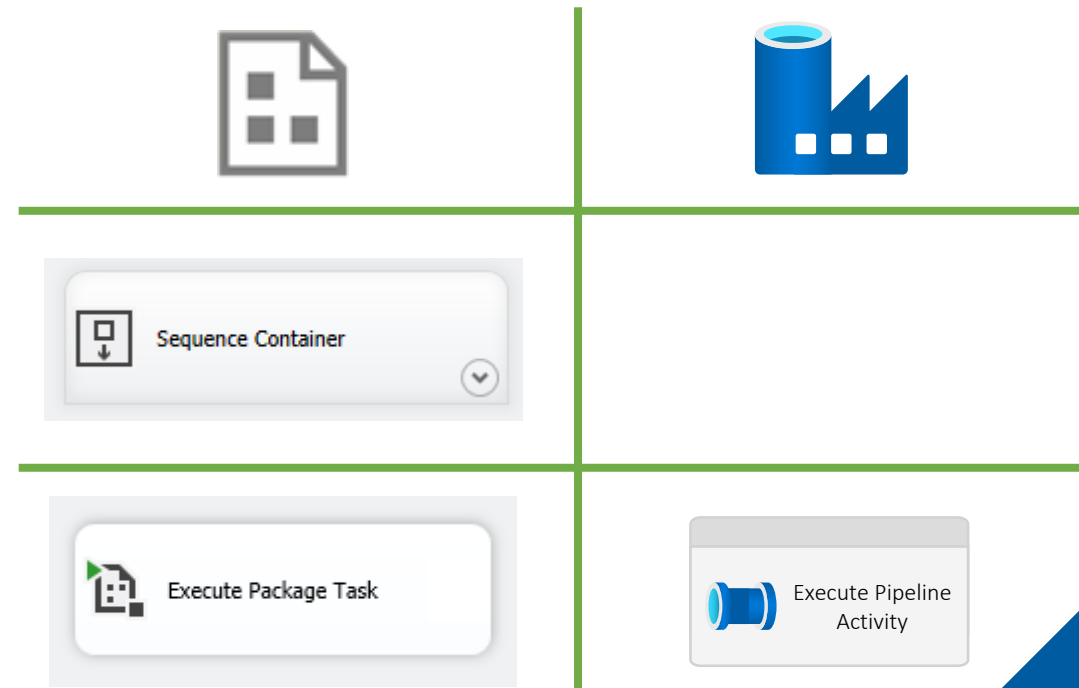 Sequence Container
Execute Package Task
Execute Pipeline
Activity